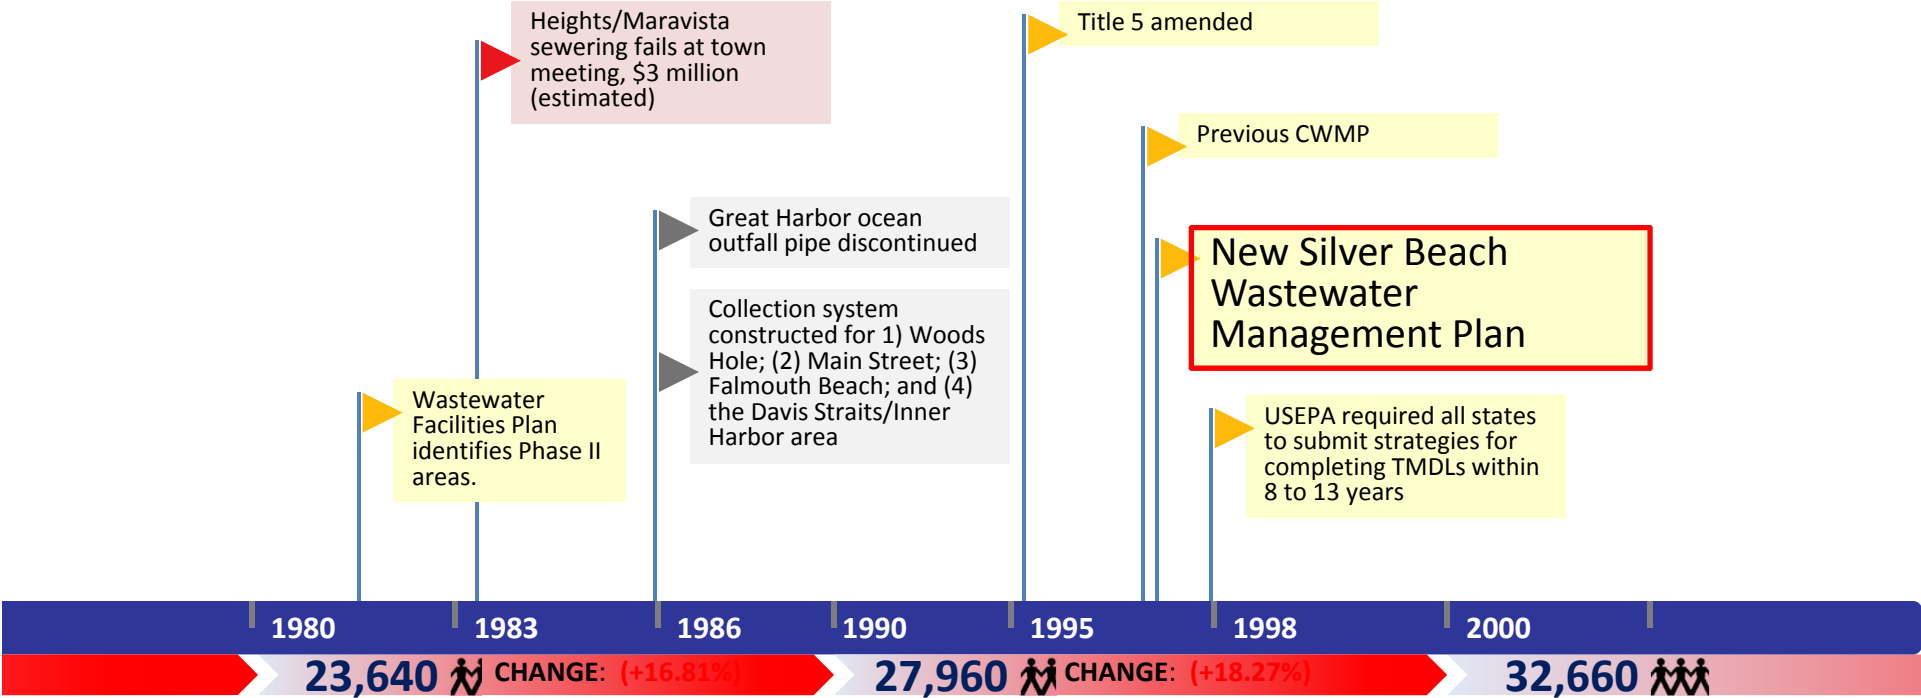 Heights/Maravista
sewering fails at town
meeting, $3 million
(estimated)
Title 5 amended
Previous CWMP
Great Harbor ocean
outfall pipe discontinued
New Silver Beach
Wastewater
Management Plan
Collection system
constructed for 1) Woods
Hole; (2) Main Street; (3)
Falmouth Beach; and (4)
the Davis Straits/Inner
Harbor area
Wastewater
Facilities Plan
identifies Phase II
areas.
USEPA required all states
to submit strategies for
completing TMDLs within
8 to 13 years
1980 1983 1986 1990 1995 1998 2000
23,640 CHANGE: (+16.81%) 27,960 CHANGE: (+18.27%) 32,660